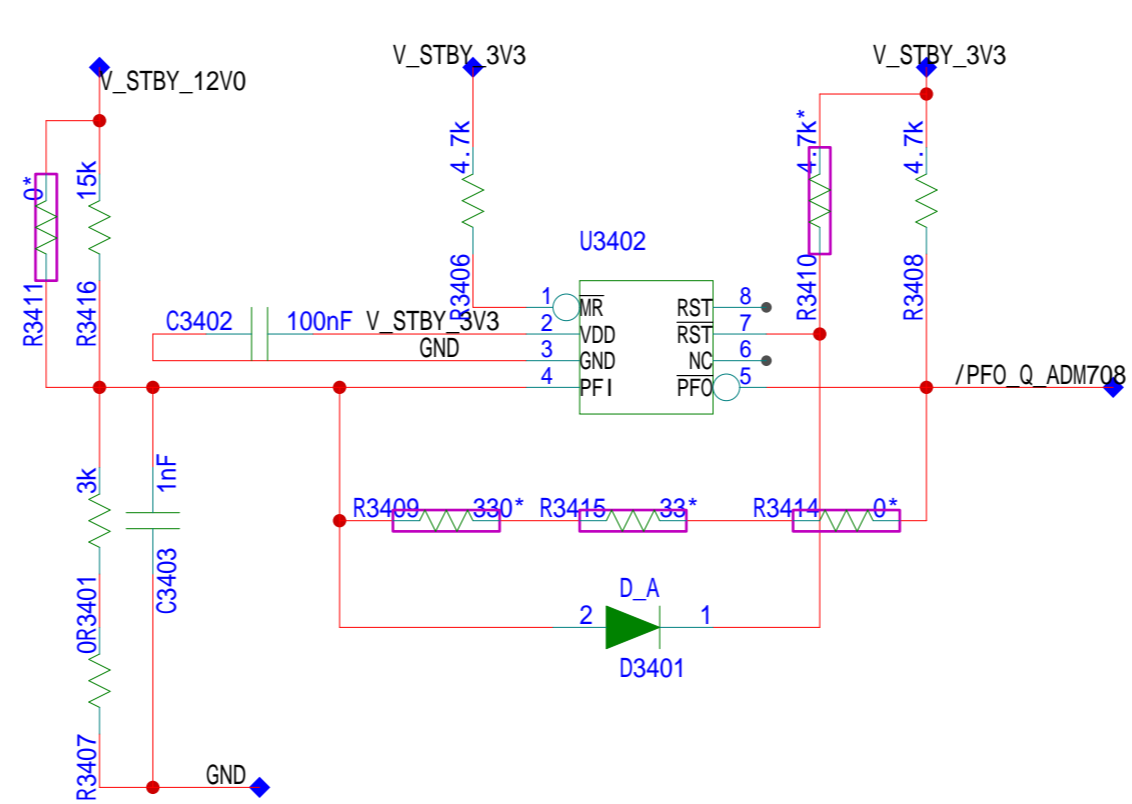 V_STBY_12V0
V_STBY_3V3
V_STBY_3V3
0*
R3411
15k
R3416
4.7k
R3406
4.7k*
R3410
4.7k
R3408
U3402
C3402
100nF
V_STBY_3V3
GND
1
MR
RST
8
2
VDD
RST
7
3
GND
NC
6
4
PFI
PFO
5
/PFO_Q_ADM708
3k
R3401
1nF
C3403
R3409
330*
R3415
33*
R3414
0*
D_A
2
1
D3401
0
R3407
GND